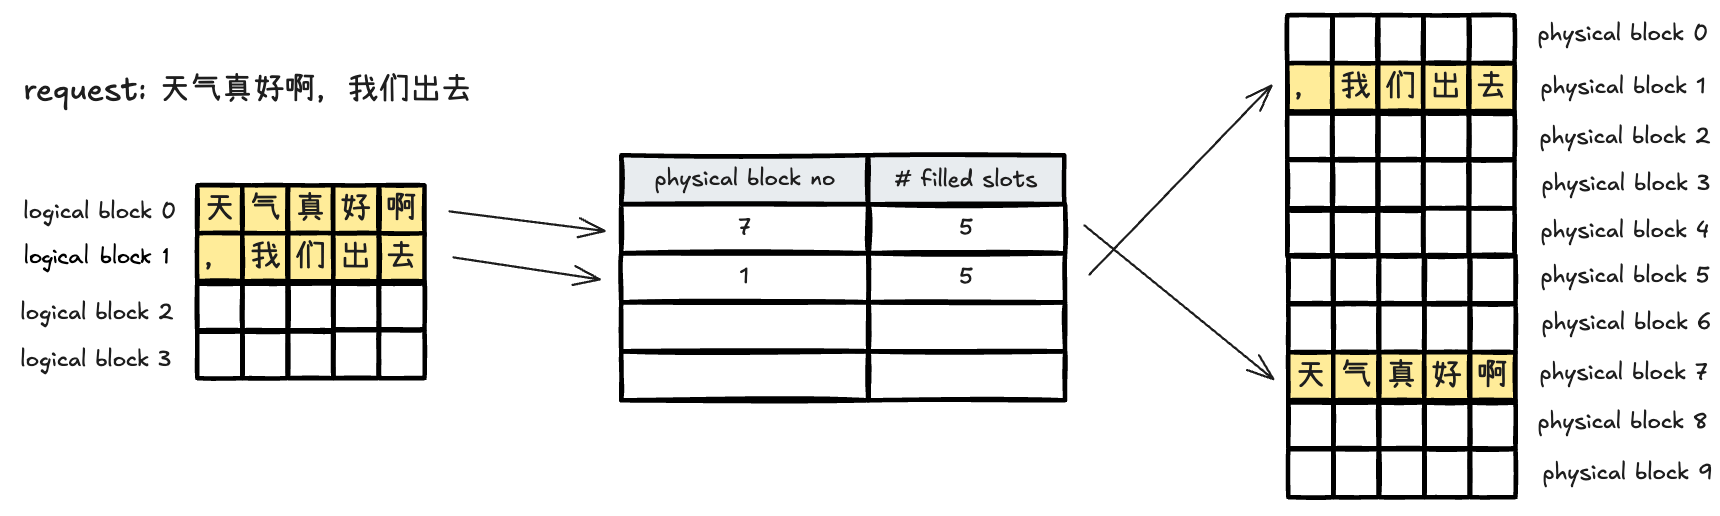 request: 天气真好啊，我们出去
logical block 0 天气真好啊
logical block 1 ，我们出去
logical block 2
logical block 3
physical block no # filled slots
7 5
1 5
physical block 0
，我们出去 physical block 1
physical block 2
physical block 3
physical block 4
physical block 5
physical block 6
天气真好啊 physical block 7
physical block 8
physical block 9